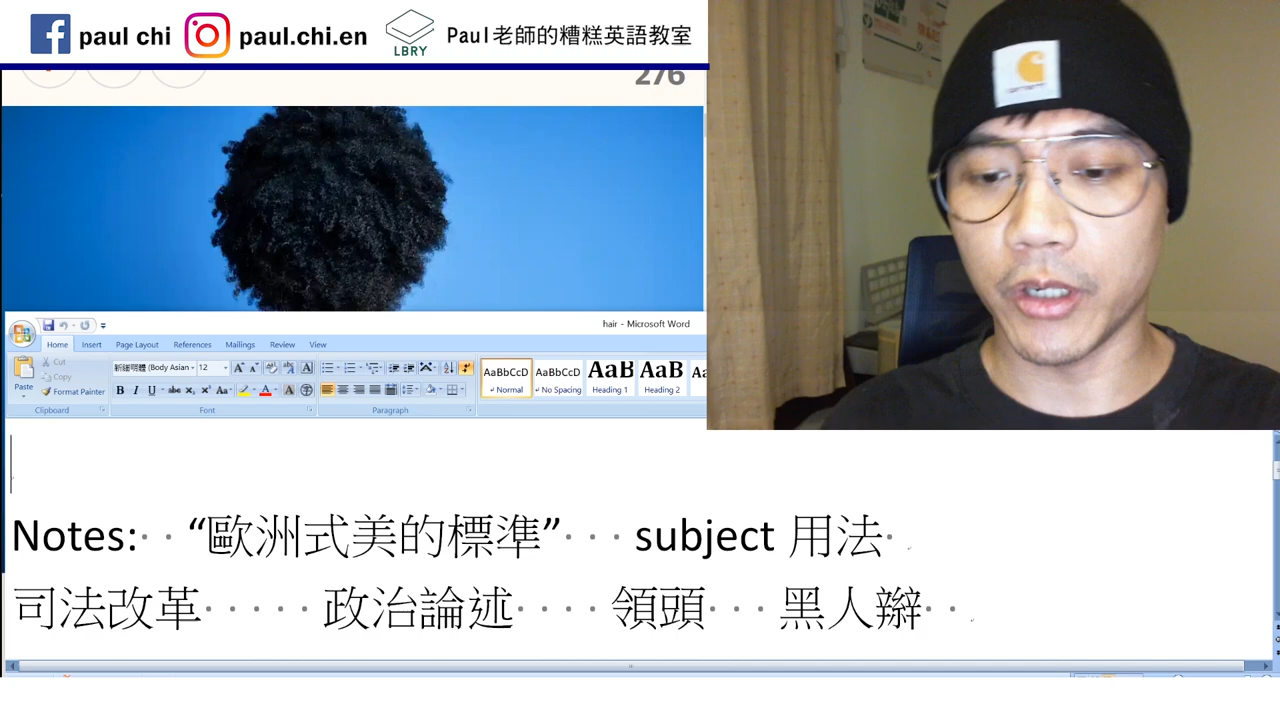 paul chi paul.chi.en LBRY Paul老師的糟糕英語教室
276
hair - Microsoft Word
Home Insert Page Layout References Mailings Review View
Paste Cut
Copy
Format Painter
新細明體 (Body Asian 12
AaBbCcD AaBbCcD AaB AaB Aa
Normal No Spacing Heading 1 Heading 2
Clipboard Font Paragraph
Notes: “歐洲式美的標準” subject 用法
司法改革 政治論述 領頭 黑人辮